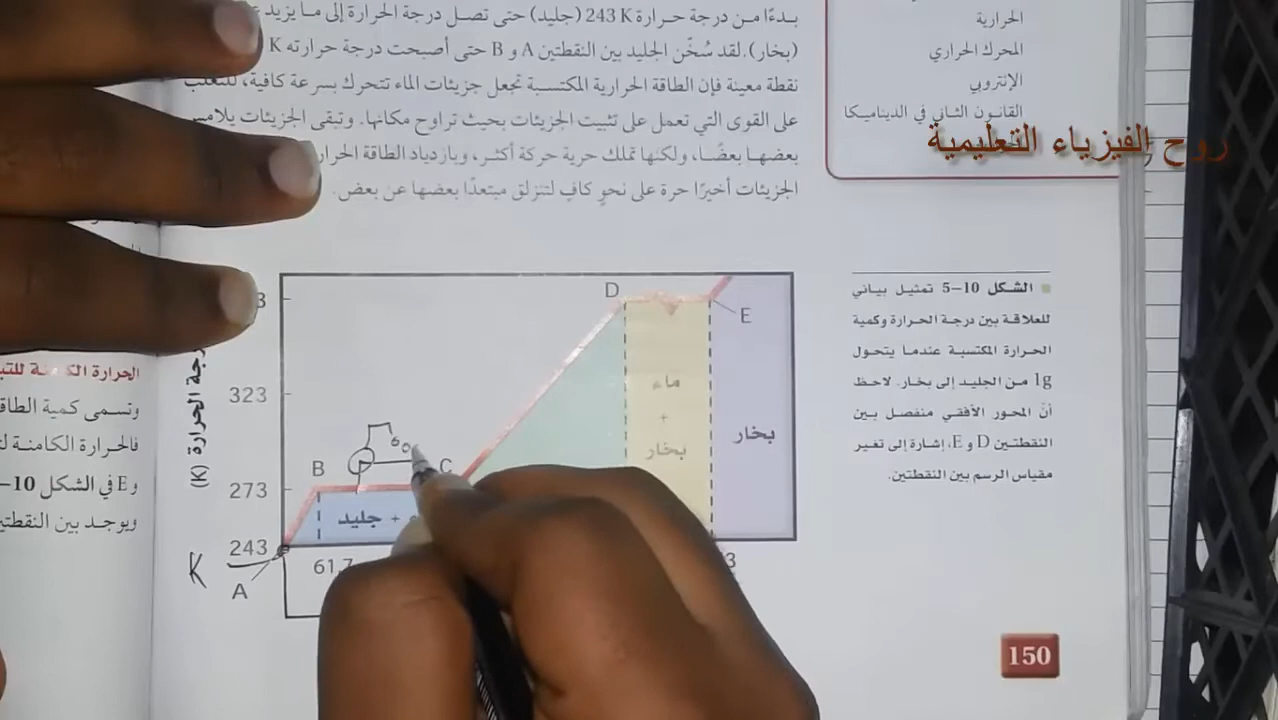 بدءًا من درجة حرارة 243 K (جليد) حتى تصل درجة الحرارة إلى ما يزيد
(بخار). لقد سُخّن الجليد بين النقطتين A و B حتى أصبحت درجة حرارته K
نقطة معينة فإن الطاقة الحرارية المكتسبة تجعل جزيئات الماء تتحرك بسرعة كافية، للتغلب
على القوى التي تعمل على تثبيت الجزيئات بحيث تراوح مكانها. وتبقى الجزيئات يلامس
بعضها بعضًا، ولكنها تملك حرية حركة أكثر، وبازدياد الطاقة
الجزيئات أخيرًا حرة على نحوٍ كافٍ لتنزلق مبتعدًا بعضها عن بعض.
الحرارية
المحرك الحراري
الإنتروبي
القانون الثاني في الديناميكا
روح الفيزياء التعليمية
الشكل 10–5 تمثيل بياني
للعلاقة بين درجة الحرارة وكمية
الحرارة المكتسبة عندما يتحول
1g من الجليد إلى بخار. لاحظ
أنّ المحور الأفقي منفصل بين
النقطتين D و E، إشارة إلى تغير
مقياس الرسم بين النقطتين.
3
323
273
243
K
A
B
C
D
E
جليد +
ماء
+
بخار
بخار
61.7
3
(K)
الحرارة
وتسمى كمية
فالحرارة الكامنة
و E في الشكل 10–
ويوجد بين
150